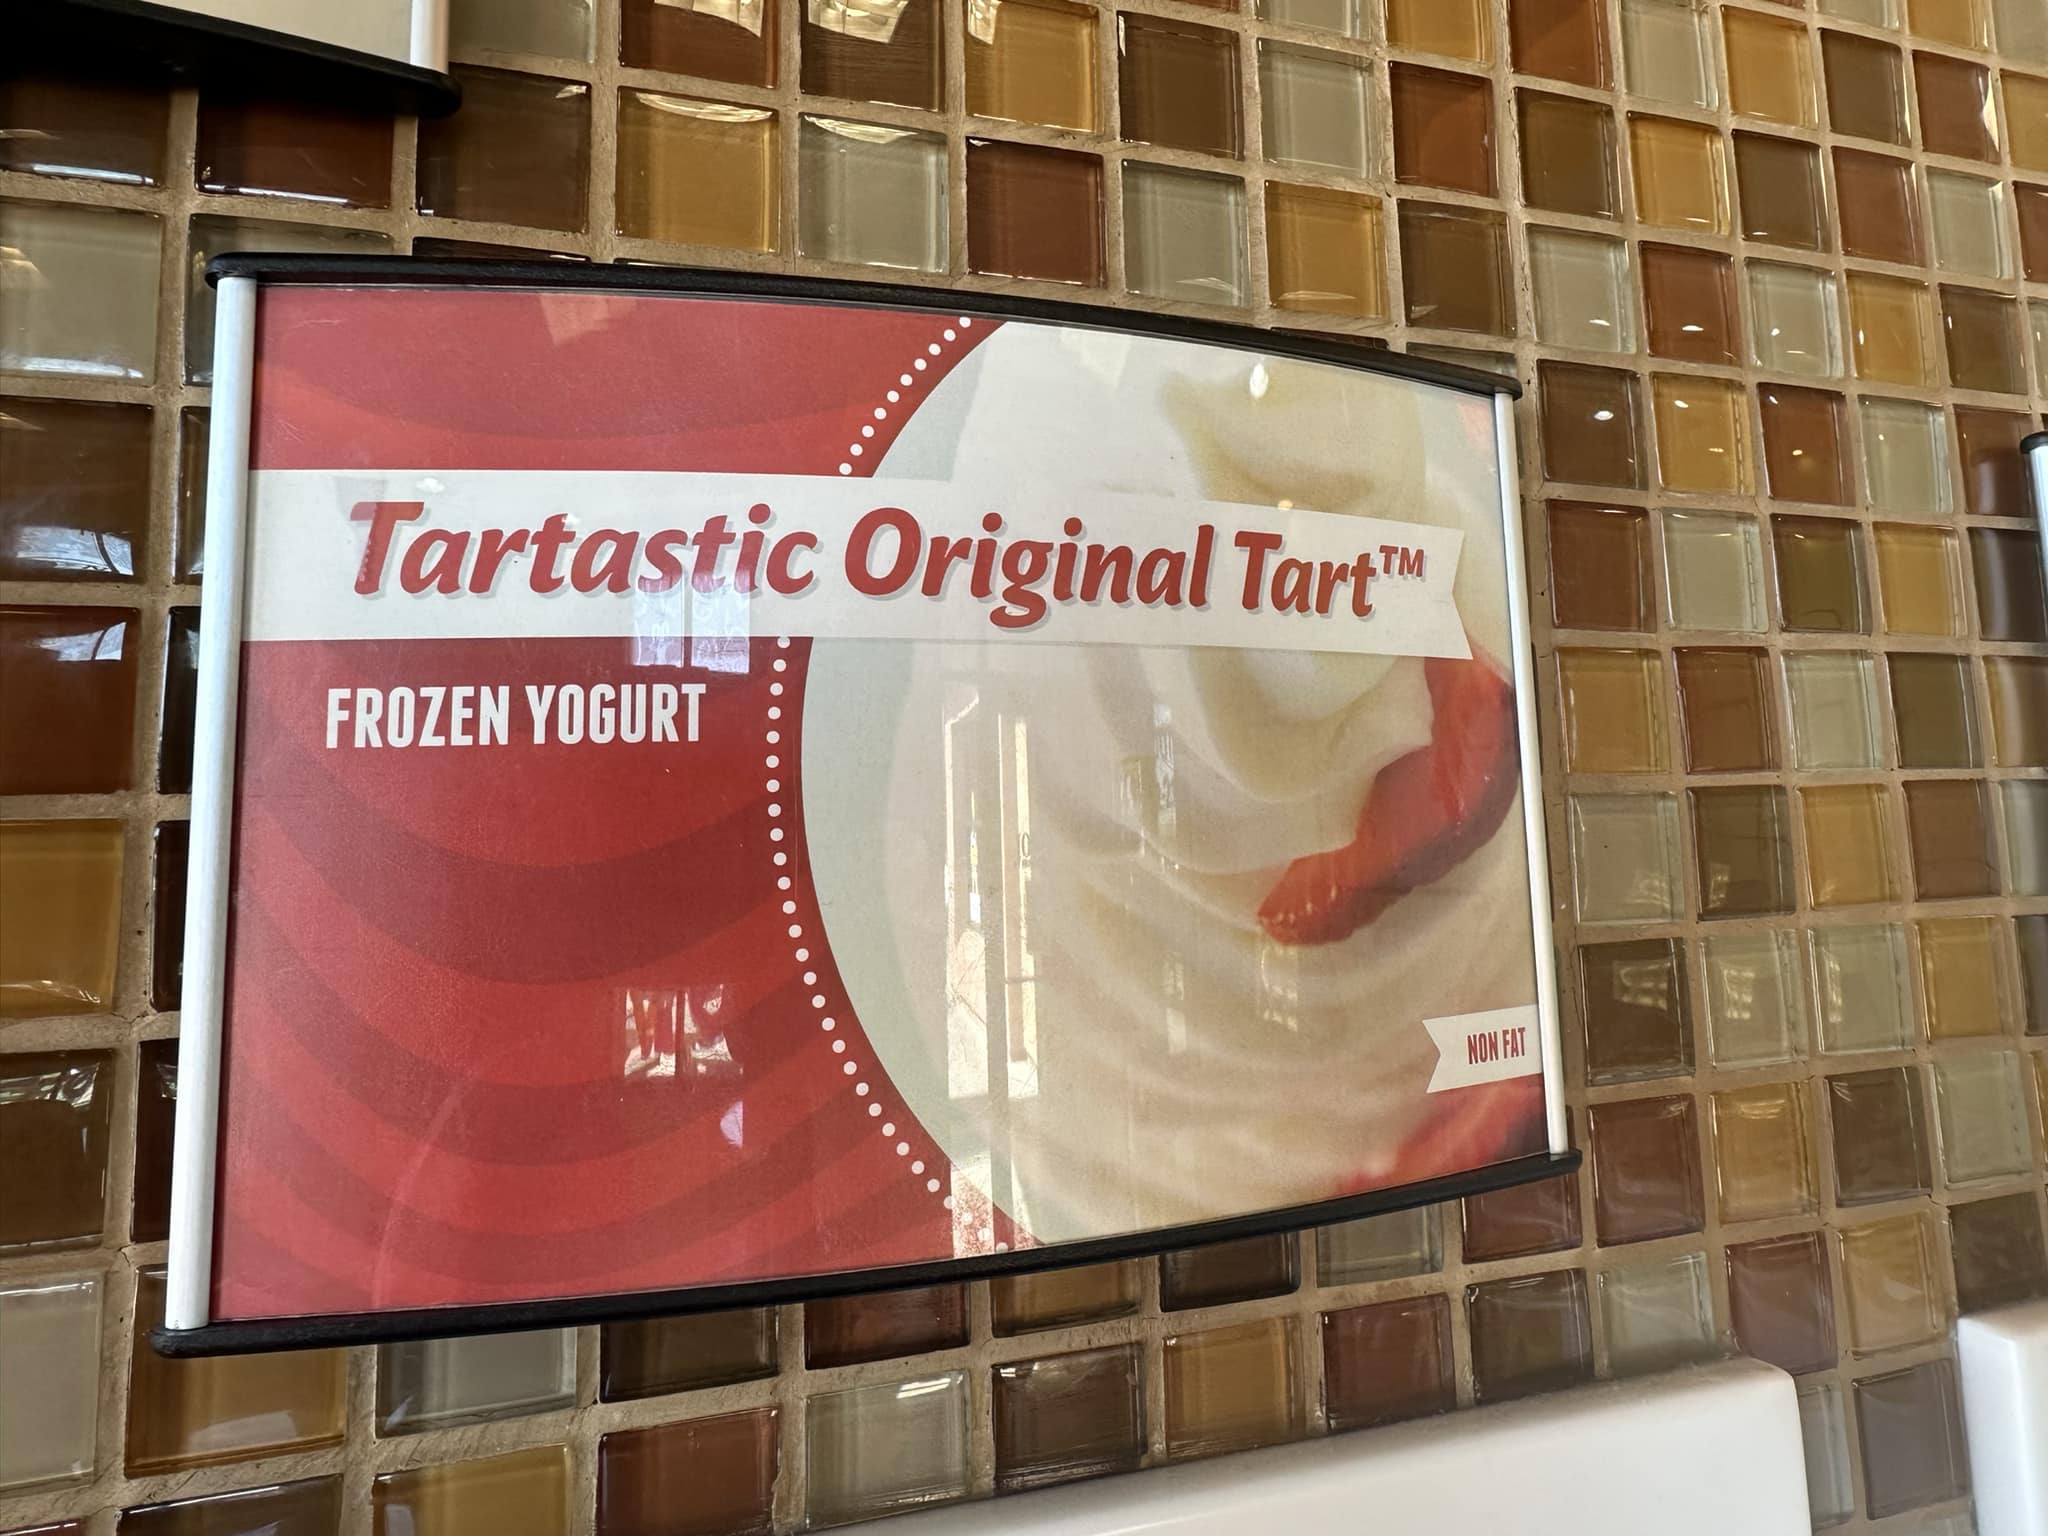 Tartastic Original Tart™
FROZEN YOGURT
NON FAT